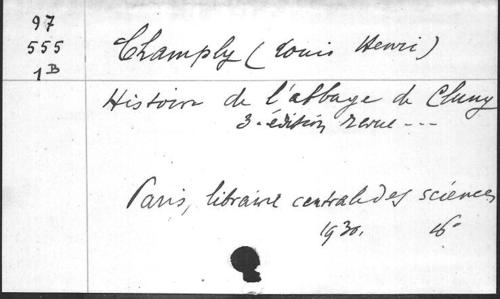 97
555
1B
Champly (Louis Henri)
Histoire de l'abbaye de Cluny
3e édition revue ---
Paris, librairie centrale des sciences
1930. 16°